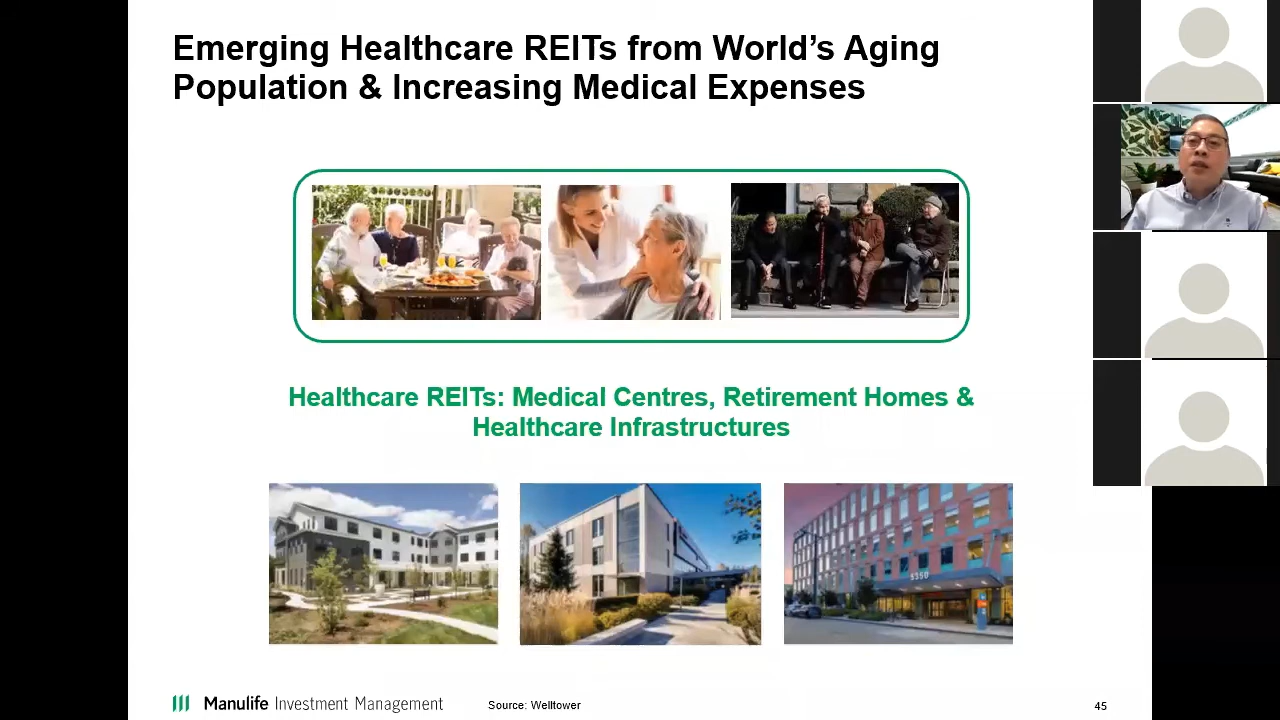 Emerging Healthcare REITs from World's Aging
Population & Increasing Medical Expenses
Healthcare REITs: Medical Centres, Retirement Homes &
Healthcare Infrastructures
5350
Manulife Investment Management
Source: Welltower
45